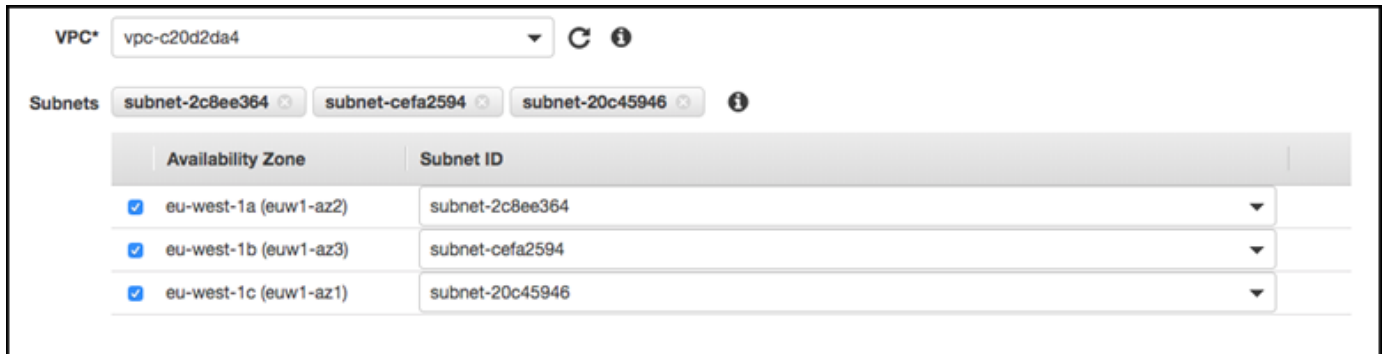 VPC* vpc-c20d2da4
Subnets subnet-2c8ee364 subnet-cefa2594 subnet-20c45946
Availability Zone Subnet ID
eu-west-1a (euw1-az2) subnet-2c8ee364
eu-west-1b (euw1-az3) subnet-cefa2594
eu-west-1c (euw1-az1) subnet-20c45946